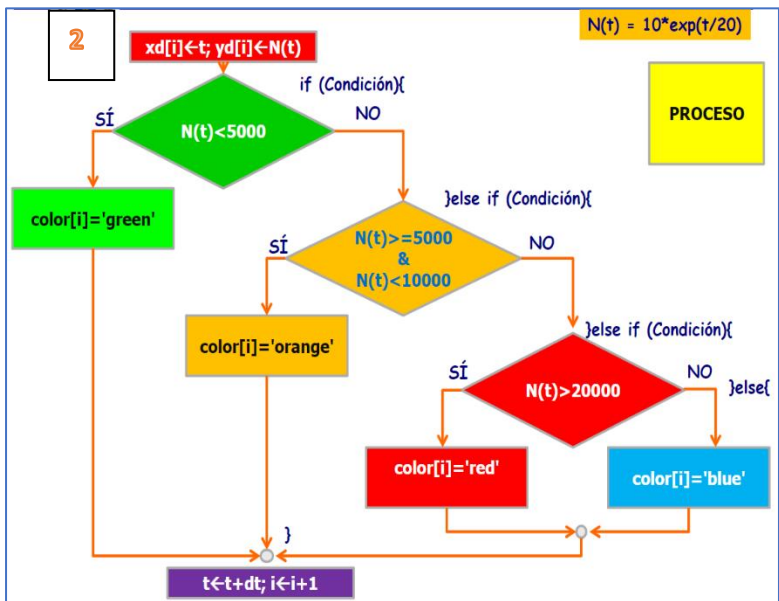 2
N(t) = 10*exp(t/20)
xd[i]←t; yd[i]←N(t)
if (Condición){
SÍ
N(t)<5000
NO
PROCESO
color[i]='green'
}else if (Condición){
SÍ
N(t)>=5000
&
N(t)<10000
NO
color[i]='orange'
}else if (Condición){
SÍ
N(t)>20000
NO
}else{
color[i]='red'
color[i]='blue'
}
t←t+dt; i←i+1